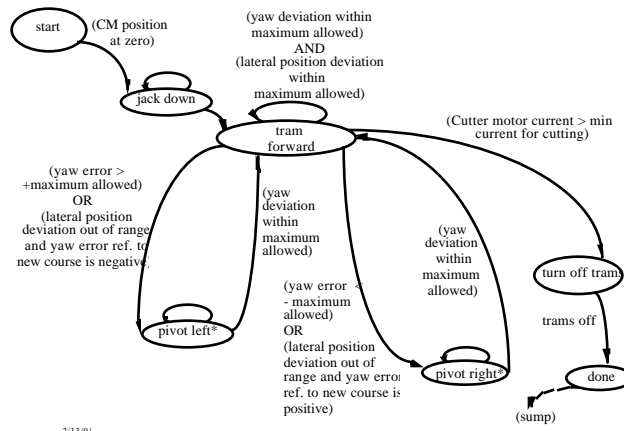 start
(CM position
at zero)
jack down
(yaw deviation within
maximum allowed)
AND
(lateral position deviation
within
maximum allowed)
tram
forward
(Cutter motor current > min
current for cutting)
(yaw error >
+maximum allowed)
OR
(lateral position
deviation out of range
and yaw error ref. to
new course is negative)
(yaw
deviation
within
maximum
allowed)
(yaw error <
- maximum
allowed)
OR
(lateral position
deviation out of
range and yaw error
ref. to new course is
positive)
(yaw
deviation
within
maximum
allowed)
pivot left*
pivot right*
turn off trams
trams off
done
(sump)